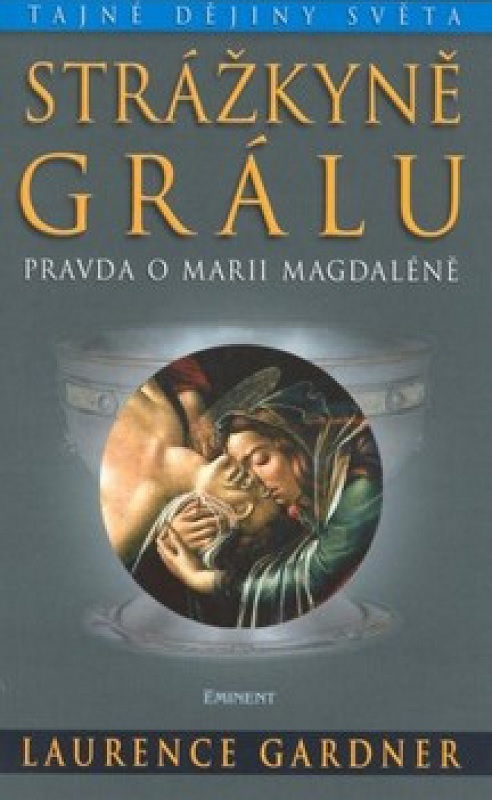 TAJNÉ DĚJINY SVĚTA
STRÁŽKYNĚ
GRÁLU
PRAVDA O MARII MAGDALÉNĚ
EMINENT
LAURENCE GARDNER